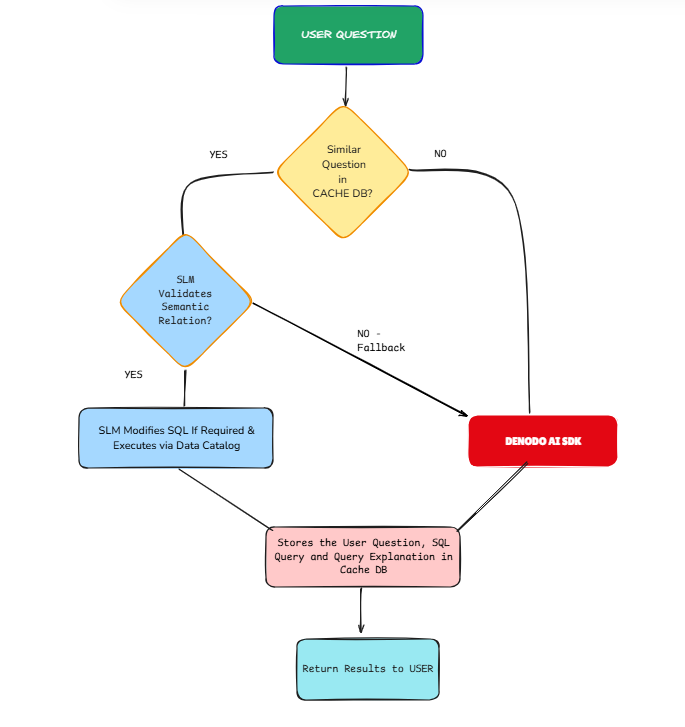 USER QUESTION
Similar
Question
in
CACHE DB?
YES
NO
SLM
Validates
Semantic
Relation?
NO -
Fallback
YES
SLM Modifies SQL If Required &
Executes via Data Catalog
DENODO AI SDK
Stores the User Question, SQL
Query and Query Explanation in
Cache DB
Return Results to USER